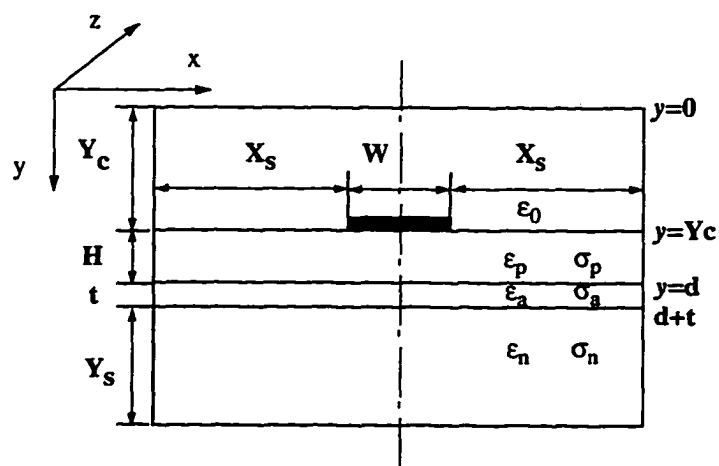 z
x
y
y=0
Y_c
X_S
W
X_S
ε_0
y=Yc
H
ε_p σ_p
y=d
t
ε_a σ_a
d+t
Y_s
ε_n σ_n